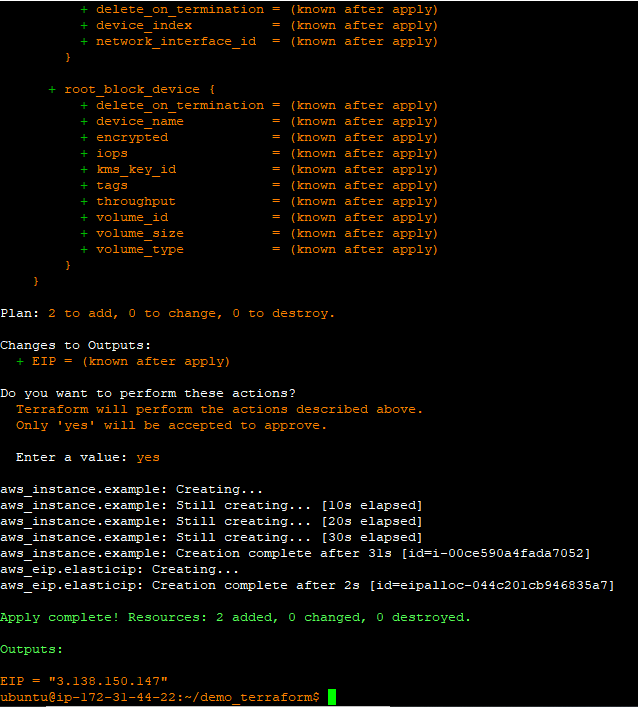 + delete_on_termination = (known after apply)
+ device_index          = (known after apply)
+ network_interface_id  = (known after apply)
}
+ root_block_device {
+ delete_on_termination = (known after apply)
+ device_name           = (known after apply)
+ encrypted             = (known after apply)
+ iops                  = (known after apply)
+ kms_key_id            = (known after apply)
+ tags                  = (known after apply)
+ throughput            = (known after apply)
+ volume_id             = (known after apply)
+ volume_size           = (known after apply)
+ volume_type           = (known after apply)
}
}
Plan: 2 to add, 0 to change, 0 to destroy.
Changes to Outputs:
+ EIP = (known after apply)
Do you want to perform these actions?
Terraform will perform the actions described above.
Only 'yes' will be accepted to approve.
Enter a value: yes
aws_instance.example: Creating...
aws_instance.example: Still creating... [10s elapsed]
aws_instance.example: Still creating... [20s elapsed]
aws_instance.example: Still creating... [30s elapsed]
aws_instance.example: Creation complete after 31s [id=i-00ce590a4fada7052]
aws_eip.elasticip: Creating...
aws_eip.elasticip: Creation complete after 2s [id=eipalloc-044c201cb946835a7]
Apply complete! Resources: 2 added, 0 changed, 0 destroyed.
Outputs:
EIP = "3.138.150.147"
ubuntu@ip-172-31-44-22:~/demo_terraform$